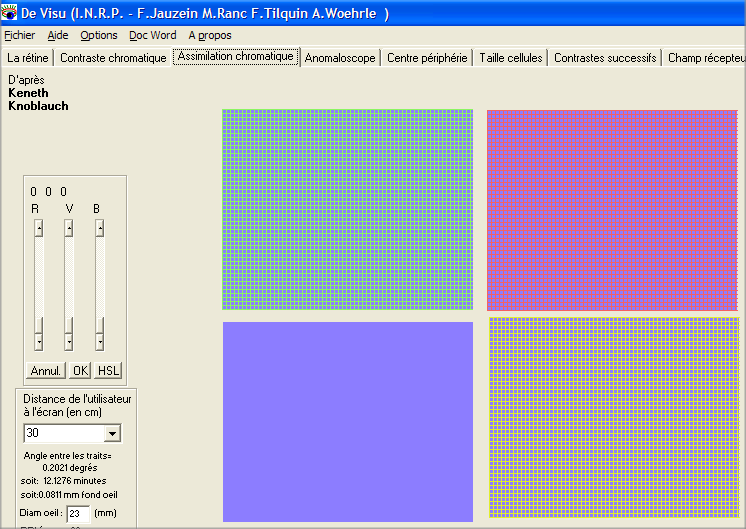 De Visu (I.N.R.P. - F.Jauzein M.Ranc F.Tilquin A.Woehrle )
Fichier Aide Options Doc Word A propos
La rétine Contraste chromatique Assimilation chromatique Anomaloscope Centre périphérie Taille cellules Contrastes successifs Champ récepteu
D'après
Keneth
Knoblauch
0 0 0
R V B
Annul. OK HSL
Distance de l'utilisateur
à l'écran (en cm)
30
Angle entre les traits=
0.2021 degrés
soit: 12.1276 minutes
soit:0.0811 mm fond oeil
Diam oeil : 23 (mm)